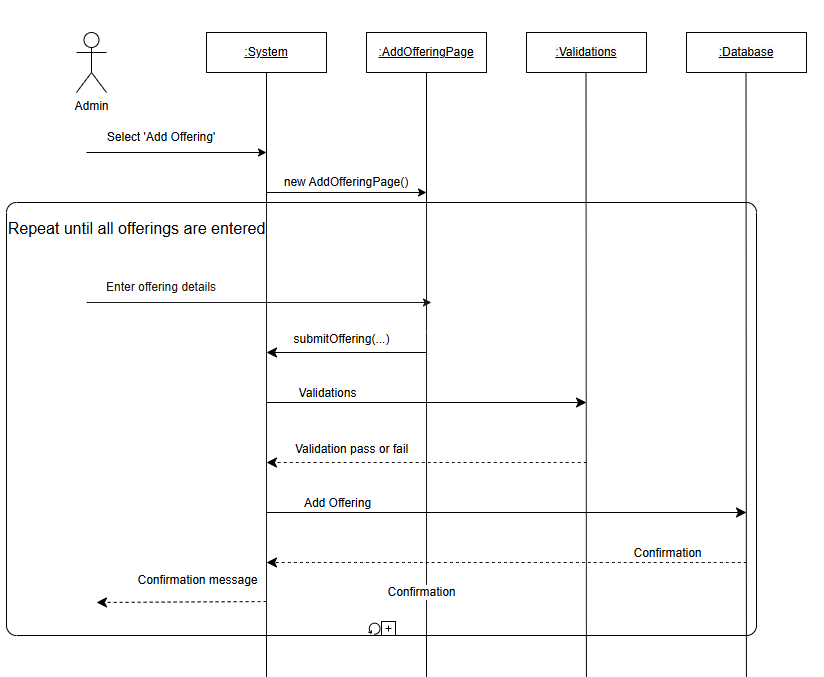 :System
:AddOfferingPage
:Validations
:Database
Admin
Select 'Add Offering'
new AddOfferingPage()
Repeat until all offerings are entered
Enter offering details
submitOffering(...)
Validations
Validation pass or fail
Add Offering
Confirmation
Confirmation message
Confirmation